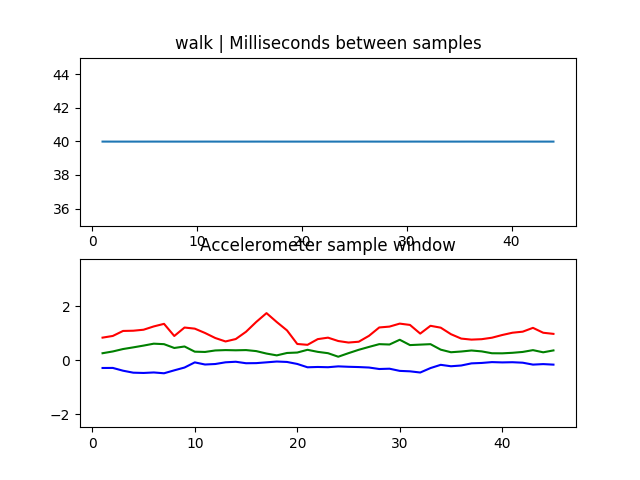 walk | Milliseconds between samples
44
42
40
38
36
0 10 20 30 40
Accelerometer sample window
2
0
−2
0 10 20 30 40